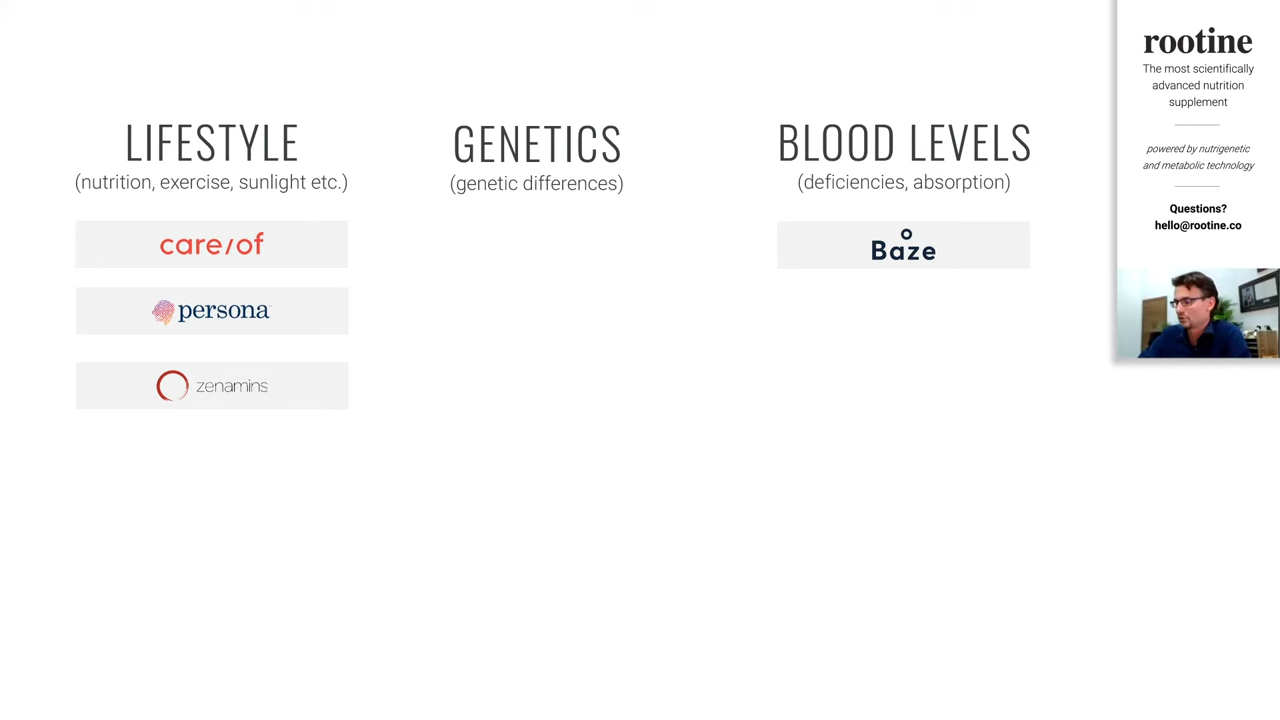 LIFESTYLE
(nutrition, exercise, sunlight etc.)
care/of
persona
zenamins
GENETICS
(genetic differences)
BLOOD LEVELS
(deficiencies, absorption)
Baze
rootine
The most scientifically
advanced nutrition
supplement
powered by nutrigenetic
and metabolic technology
Questions?
hello@rootine.co